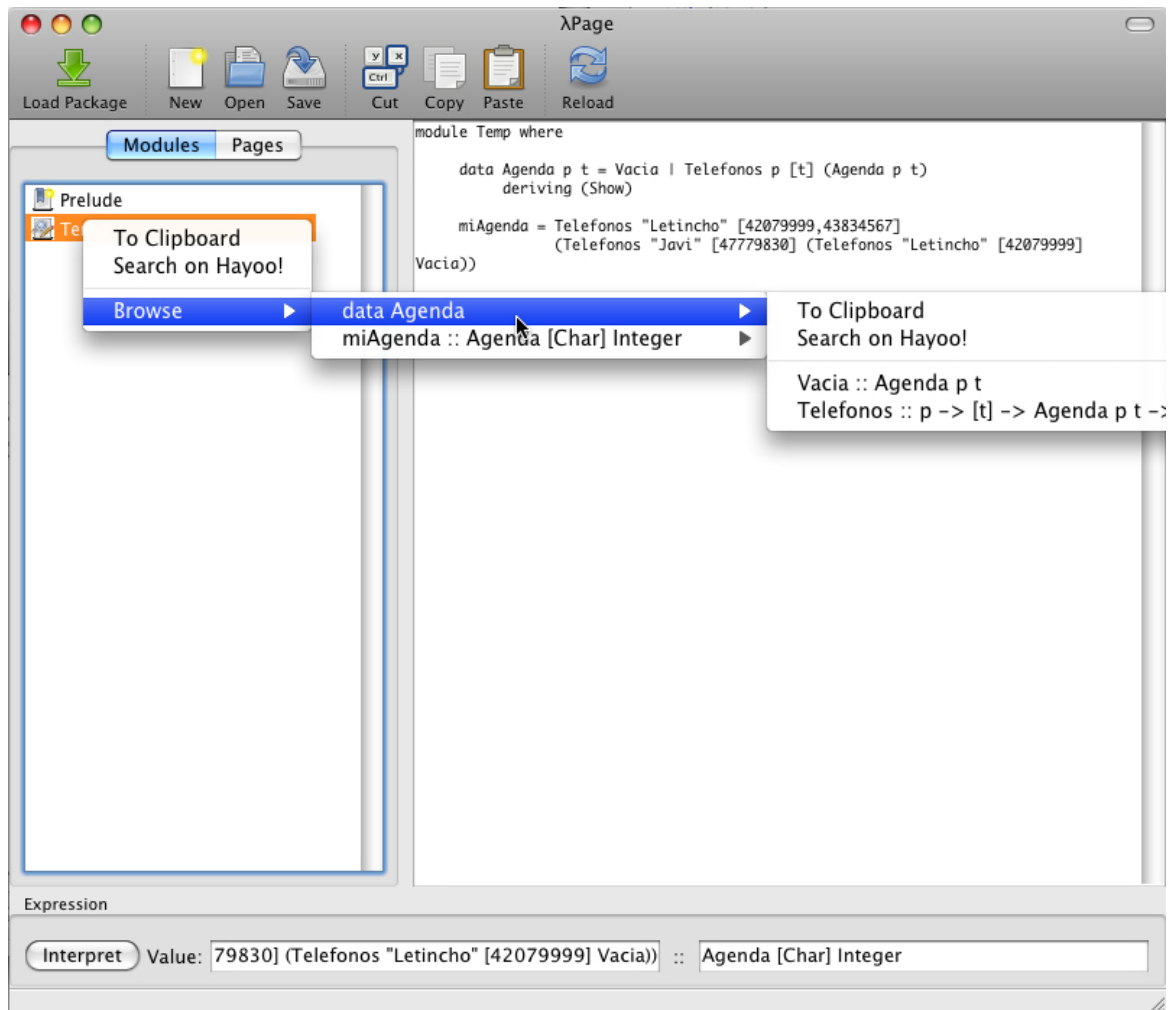 λPage
Load Package New Open Save Cut Copy Paste Reload
y x
Ctrl
Modules Pages
Prelude
To Clipboard
Search on Hayoo!
Browse
data Agenda
miAgenda :: Agenda [Char] Integer
To Clipboard
Search on Hayoo!
Vacia :: Agenda p t
Telefonos :: p -> [t] -> Agenda p t ->
module Temp where
data Agenda p t = Vacia | Telefonos p [t] (Agenda p t)
deriving (Show)
miAgenda = Telefonos "Letincho" [42079999,43834567]
(Telefonos "Javi" [47779830] (Telefonos "Letincho" [42079999]
Vacia))
Expression
Interpret Value: 79830] (Telefonos "Letincho" [42079999] Vacia)) :: Agenda [Char] Integer